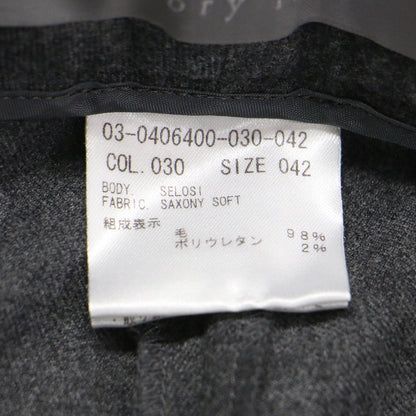 ory
03-0406400-030-042
COL. 030 SIZE 042
BODY. SELOSI
FABRIC. SAXONY SOFT
組成表示
毛 98%
ポリウレタン 2%